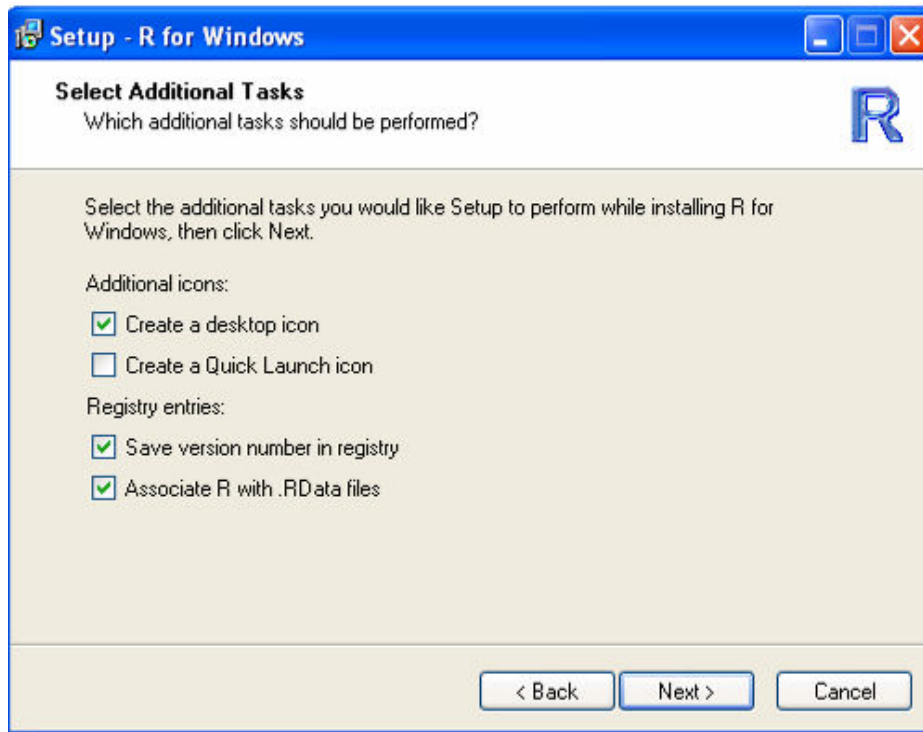 Setup - R for Windows
Select Additional Tasks
Which additional tasks should be performed?
R
Select the additional tasks you would like Setup to perform while installing R for
Windows, then click Next.
Additional icons:
Create a desktop icon
Create a Quick Launch icon
Registry entries:
Save version number in registry
Associate R with .RData files
< Back
Next >
Cancel